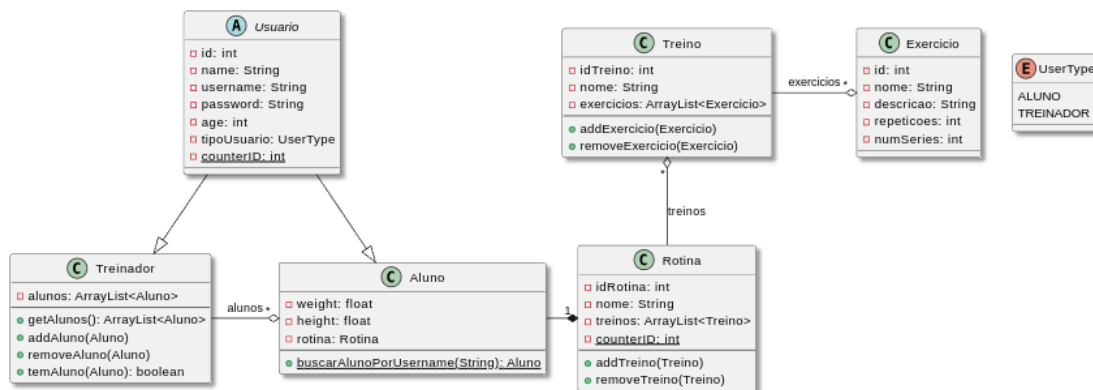 A Usuario
id: int
name: String
username: String
password: String
age: int
tipoUsuario: UserType
counterID: int
C Treino
idTreino: int
nome: String
exercicios: ArrayList<Exercicio>
addExercicio(Exercicio)
removeExercicio(Exercicio)
exercicios *
C Exercicio
id: int
nome: String
descricao: String
repeticoes: int
numSeries: int
E UserType
ALUNO
TREINADOR
*
treinos
C Treinador
alunos: ArrayList<Aluno>
getAlunos(): ArrayList<Aluno>
addAluno(Aluno)
removeAluno(Aluno)
temAluno(Aluno): boolean
alunos *
C Aluno
weight: float
height: float
rotina: Rotina
buscarAlunoPorUsername(String): Aluno
1
C Rotina
idRotina: int
nome: String
treinos: ArrayList<Treino>
counterID: int
addTreino(Treino)
removeTreino(Treino)